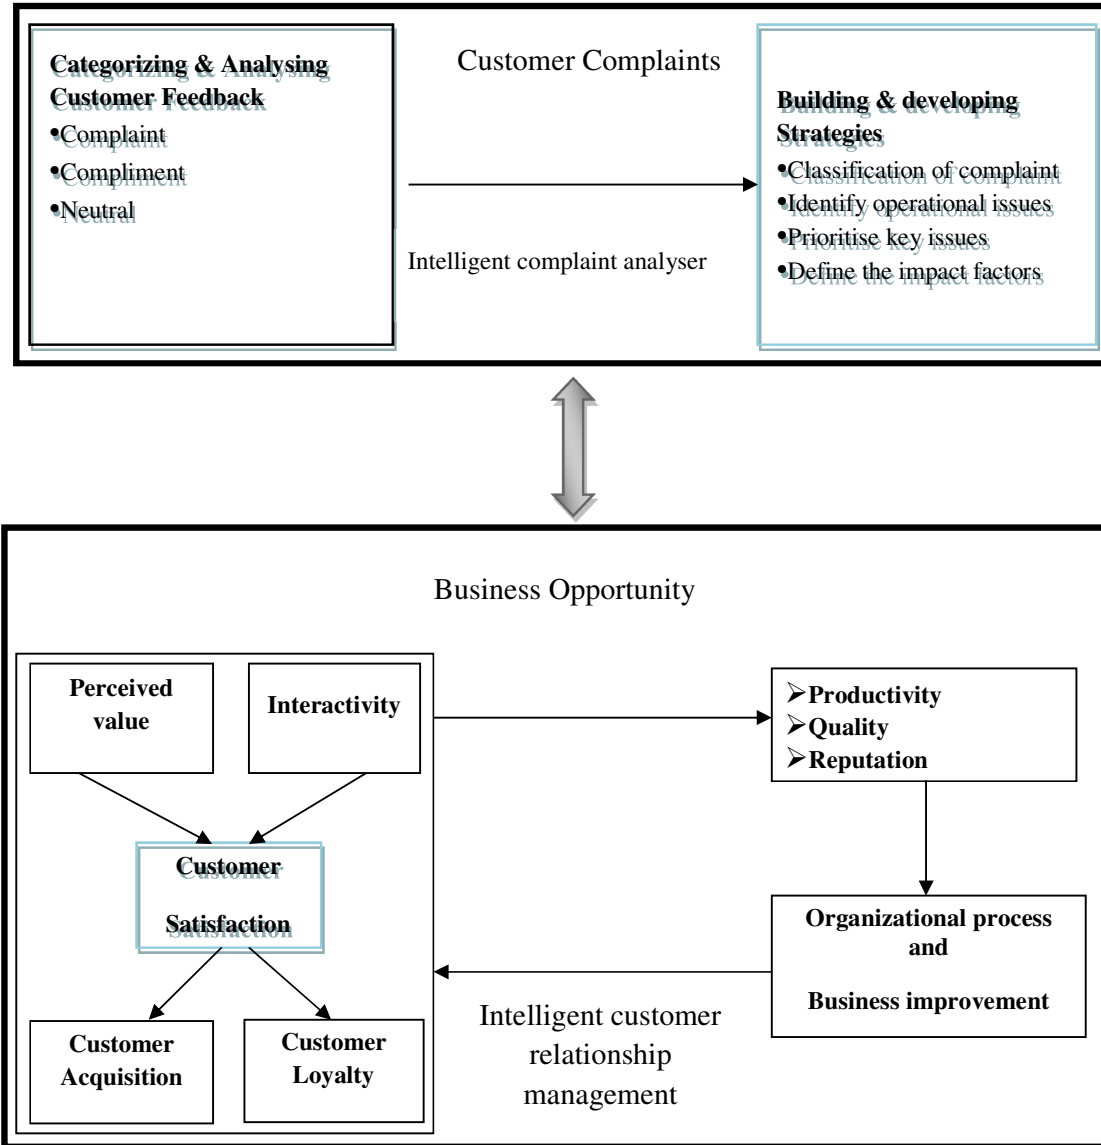 Customer Complaints
Categorizing & Analysing
Customer Feedback
•Complaint
•Compliment
•Neutral
Intelligent complaint analyser
Building & developing
Strategies
•Classification of complaint
•Identify operational issues
•Prioritise key issues
•Define the impact factors
Business Opportunity
Perceived
value
Interactivity
Customer
Satisfaction
Customer
Acquisition
Customer
Loyalty
➢Productivity
➢Quality
➢Reputation
Organizational process
and
Business improvement
Intelligent customer
relationship
management